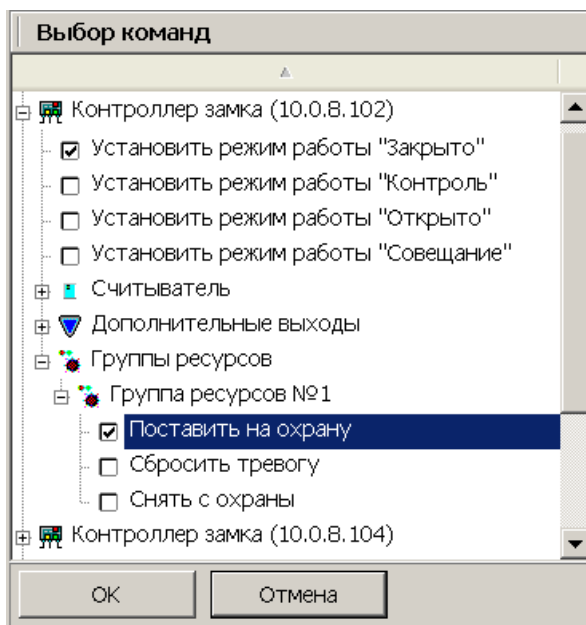 Выбор команд
Контроллер замка (10.0.8.102)
Установить режим работы "Закрыто"
Установить режим работы "Контроль"
Установить режим работы "Открыто"
Установить режим работы "Совещание"
Считыватель
Дополнительные выходы
Группы ресурсов
Группа ресурсов №1
Поставить на охрану
Сбросить тревогу
Снять с охраны
Контроллер замка (10.0.8.104)
ОК Отмена